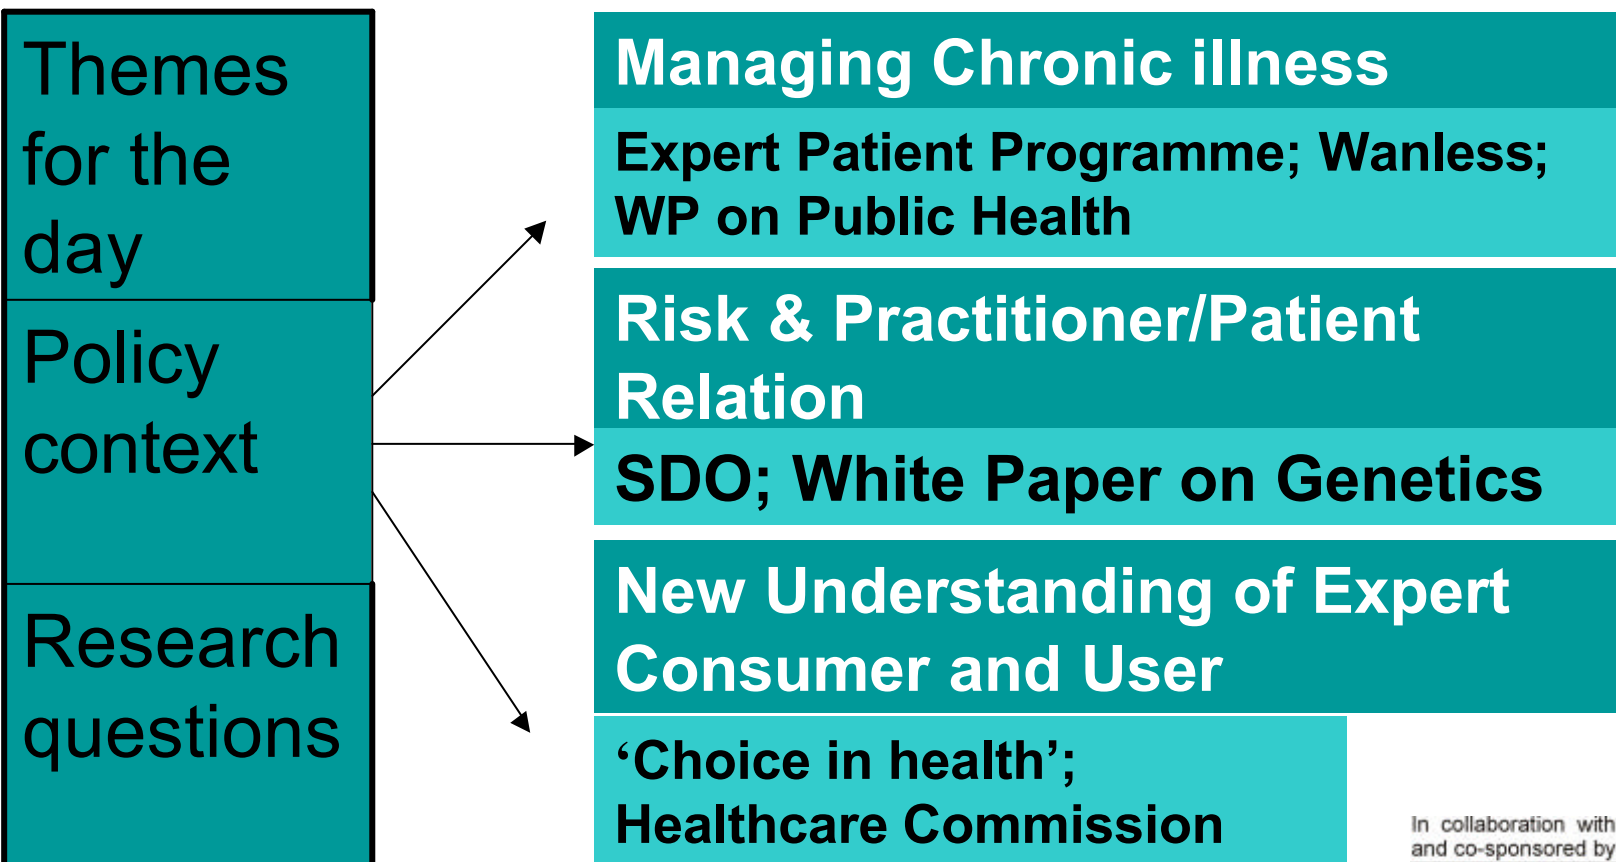 Themes
for the
day
Policy
context
Research
questions
Managing Chronic illness
Expert Patient Programme; Wanless;
WP on Public Health
Risk & Practitioner/Patient
Relation
SDO; White Paper on Genetics
New Understanding of Expert
Consumer and User
‘Choice in health’;
Healthcare Commission
In collaboration with
and co-sponsored by